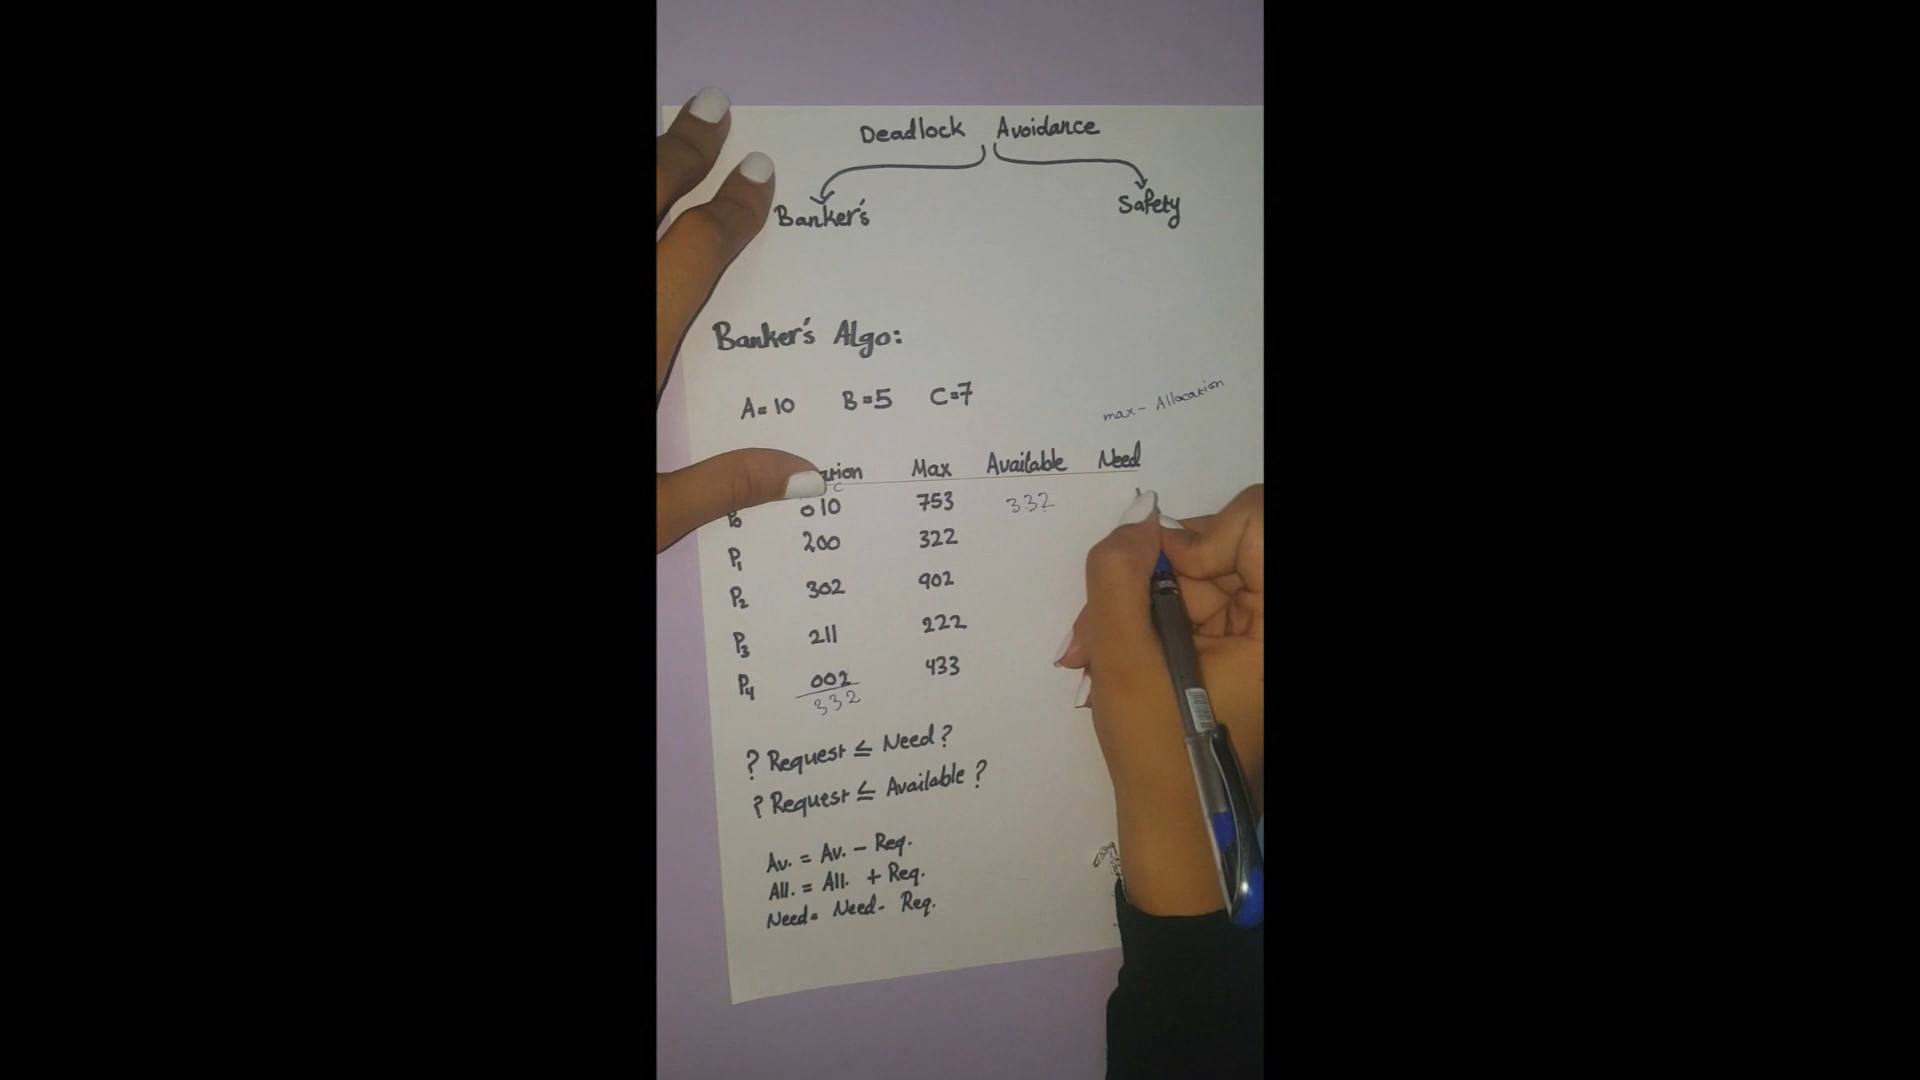 Deadlock Avoidance
Banker's Safety
Banker's Algo:
A=10 B=5 C=7
max - Allocation
Max Available Need
C
P0 010 753 332
P1 200 322
P2 302 902
P3 211 222
P4 002 433
332
? Request ≤ Need?
? Request ≤ Available?
Av. = Av. - Req.
All. = All. + Req.
Need = Need - Req.